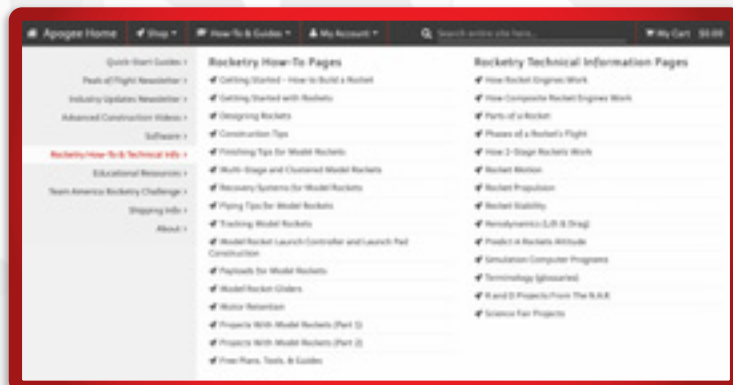 Apogee Home Shop How-To & Guides My Account Search entire site here... My Cart $0.00
Quick-Start Guides
Peak of Flight Newsletter
Industry Updates Newsletter
Advanced Construction Videos
Software
Rocketry How-To & Technical Info
Educational Resources
Team America Rocketry Challenge
Shipping Info
About
Rocketry How-To Pages
Getting Started - How to Build a Rocket
Getting Started with Rockets
Designing Rockets
Construction Tips
Finishing Tips for Model Rockets
Multi-Stage and Clustered Model Rockets
Recovery Systems for Model Rockets
Flying Tips for Model Rockets
Tracking Model Rockets
Model Rocket Launch Controller and Launch Pad
Construction
Payloads for Model Rockets
Model Rocket Gliders
Motor Retention
Projects With Model Rockets (Part 1)
Projects With Model Rockets (Part 2)
Free Plans, Tools, & Guides
Rocketry Technical Information Pages
How Rocket Engines Work
How Composite Rocket Engines Work
Parts of a Rocket
Phases of a Rocket's Flight
How 2-Stage Rockets Work
Rocket Motion
Rocket Propulsion
Rocket Stability
Aerodynamics (Lift & Drag)
Predict A Rockets Altitude
Simulation Computer Programs
Terminology (glossaries)
R and D Projects From The N.A.R
Science Fair Projects